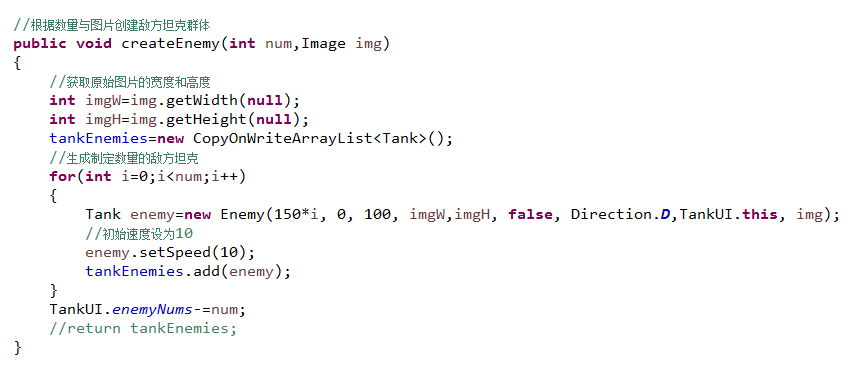 //根据数量与图片创建敌方坦克群体
public void createEnemy(int num,Image img)
{
    //获取原始图片的宽度和高度
    int imgW=img.getWidth(null);
    int imgH=img.getHeight(null);
    tankEnemies=new CopyOnWriteArrayList<Tank>();
    //生成制定数量的敌方坦克
    for(int i=0;i<num;i++)
    {
        Tank enemy=new Enemy(150*i, 0, 100, imgW,imgH, false, Direction.D,TankUI.this, img);
        //初始速度设为10
        enemy.setSpeed(10);
        tankEnemies.add(enemy);
    }
    TankUI.enemyNums-=num;
    //return tankEnemies;
}